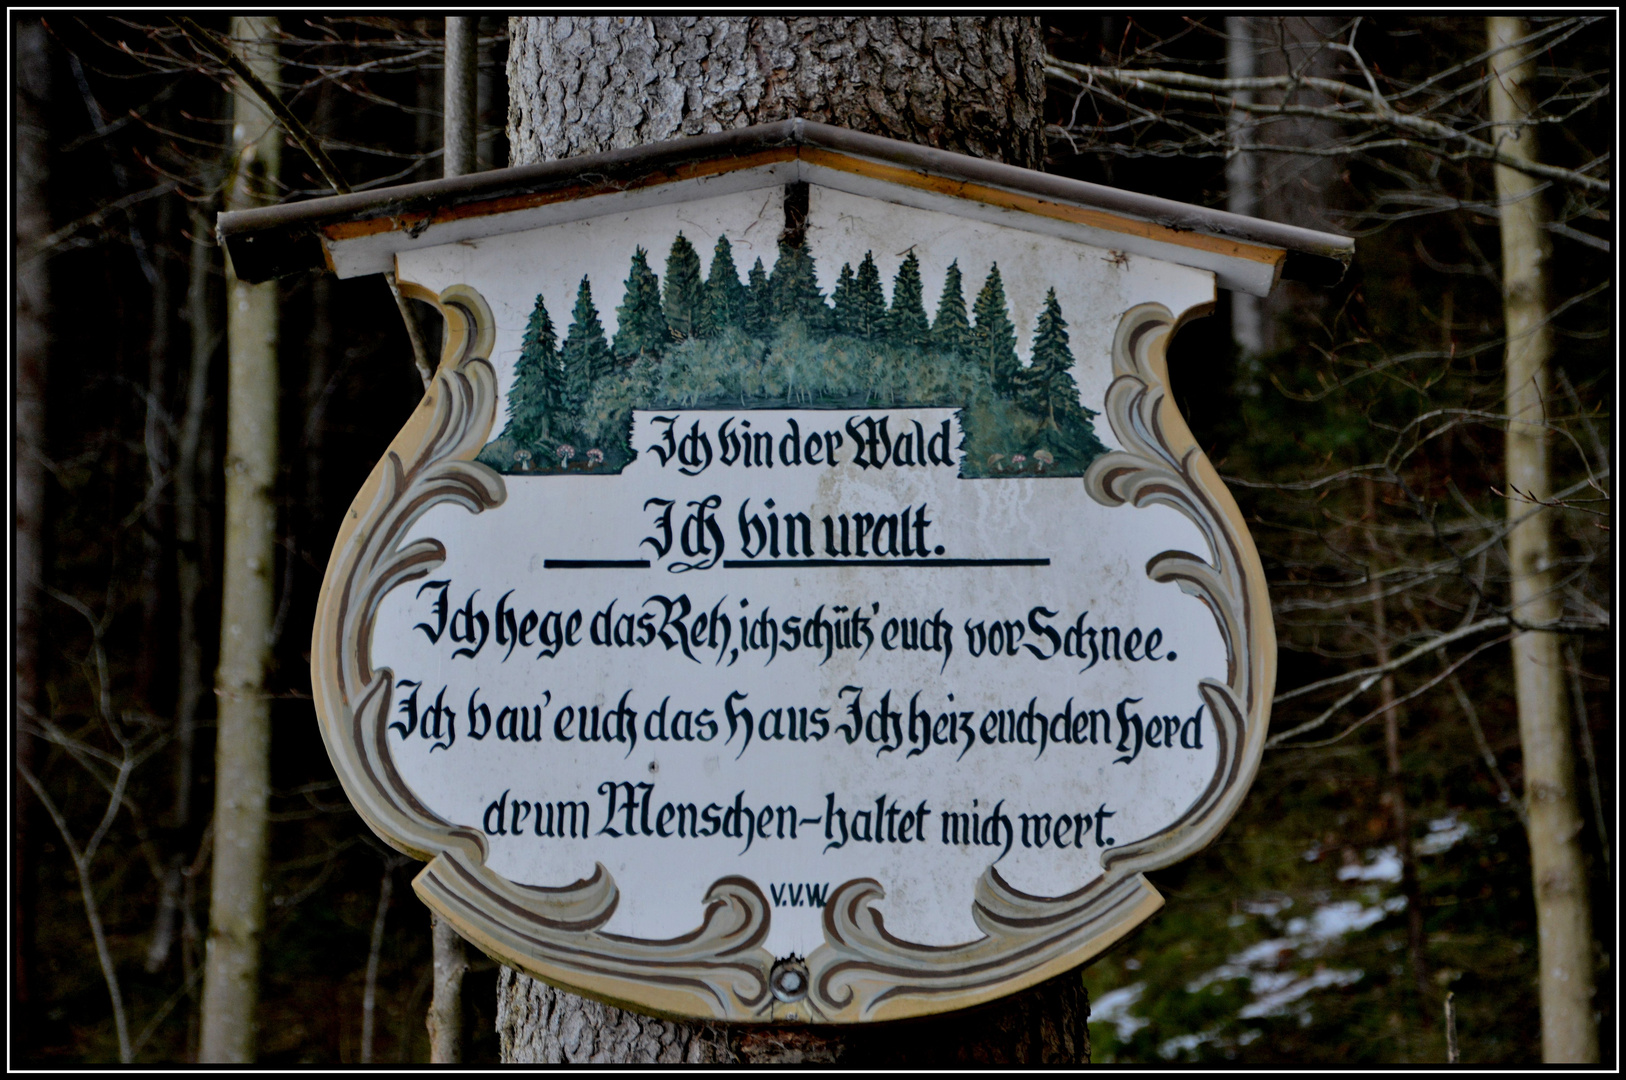 Ich bin der Wald
Ich bin uralt.
Ich hege das Reh, ich schütz' euch vor Schnee.
Ich bau' euch das Haus Ich heiz euch den Herd
drum Menschen-haltet mich wert.
V.V.W.